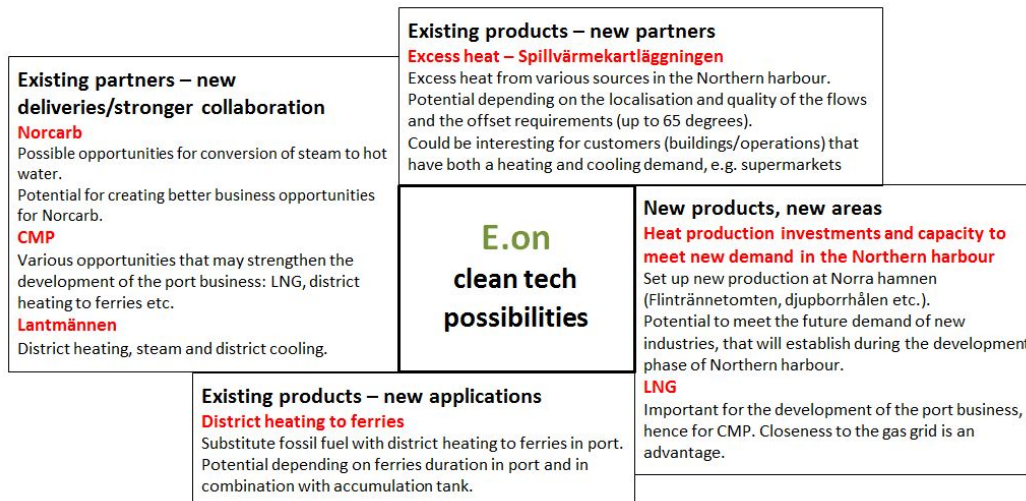 Existing products – new partners
Excess heat – Spillvärmekartläggningen
Excess heat from various sources in the Northern harbour.
Potential depending on the localisation and quality of the flows
and the offset requirements (up to 65 degrees).
Could be interesting for customers (buildings/operations) that
have both a heating and cooling demand, e.g. supermarkets
Existing partners – new
deliveries/stronger collaboration
Norcarb
Possible opportunities for conversion of steam to hot
water.
Potential for creating better business opportunities
for Norcarb.
CMP
Various opportunities that may strengthen the
development of the port business: LNG, district
heating to ferries etc.
Lantmännen
District heating, steam and district cooling.
E.on
clean tech
possibilities
New products, new areas
Heat production investments and capacity to
meet new demand in the Northern harbour
Set up new production at Norra hamnen
(Flintrännetomten, djupborrhålen etc.).
Potential to meet the future demand of new
industries, that will establish during the development
phase of Northern harbour.
LNG
Important for the development of the port business,
hence for CMP. Closeness to the gas grid is an
advantage.
Existing products – new applications
District heating to ferries
Substitute fossil fuel with district heating to ferries in port.
Potential depending on ferries duration in port and in
combination with accumulation tank.